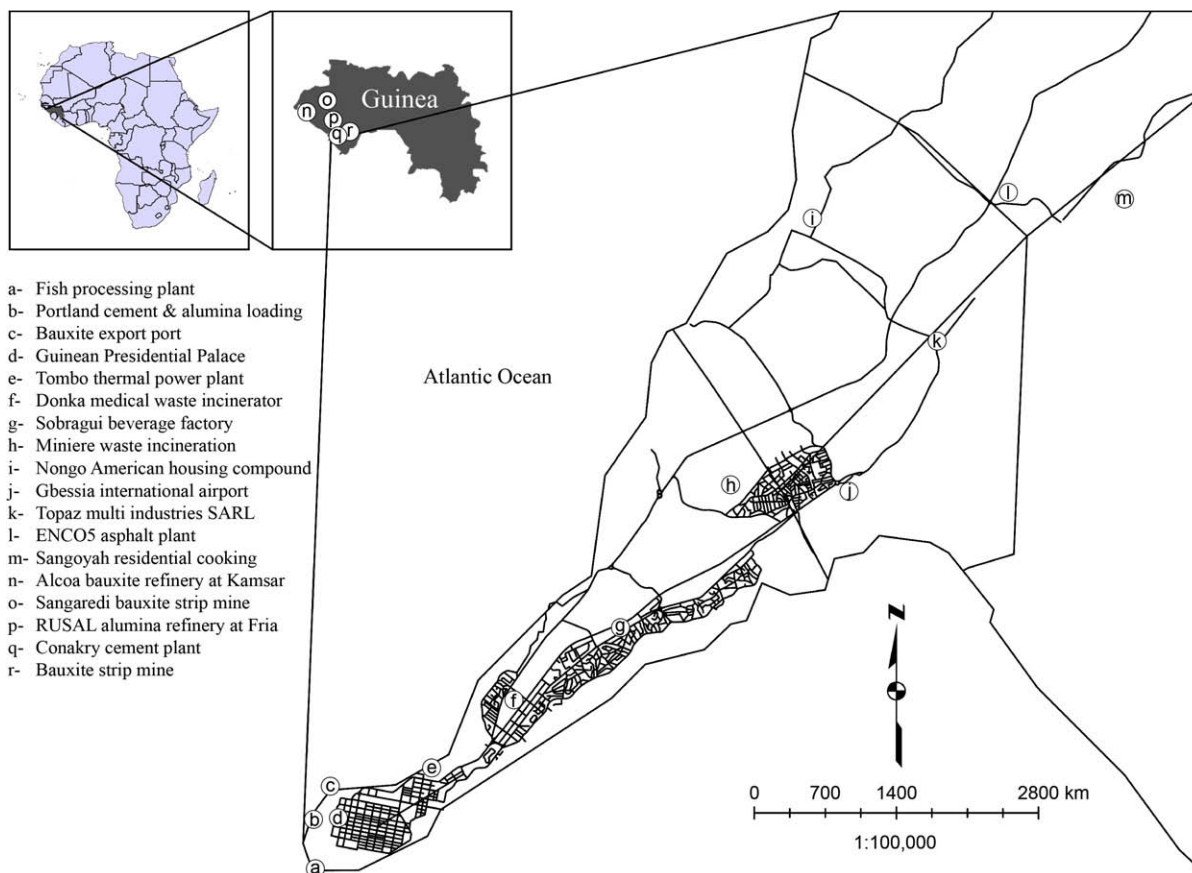 Guinea
o
n
p
r
q
l
m
i
a- Fish processing plant
b- Portland cement & alumina loading
c- Bauxite export port
d- Guinean Presidential Palace
e- Tombo thermal power plant
f- Donka medical waste incinerator
g- Sobragui beverage factory
h- Miniere waste incineration
i- Nongo American housing compound
j- Gbessia international airport
k- Topaz multi industries SARL
l- ENCO5 asphalt plant
m- Sangoyah residential cooking
n- Alcoa bauxite refinery at Kamsar
o- Sangaredi bauxite strip mine
p- RUSAL alumina refinery at Fria
q- Conakry cement plant
r- Bauxite strip mine
k
Atlantic Ocean
h
j
g
N
f
e
c
b
d
a
0 700 1400 2800 km
1:100,000